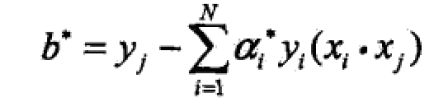 b* = y_j − ∑_{i=1}^{N} α_i* y_i (x_i • x_j)